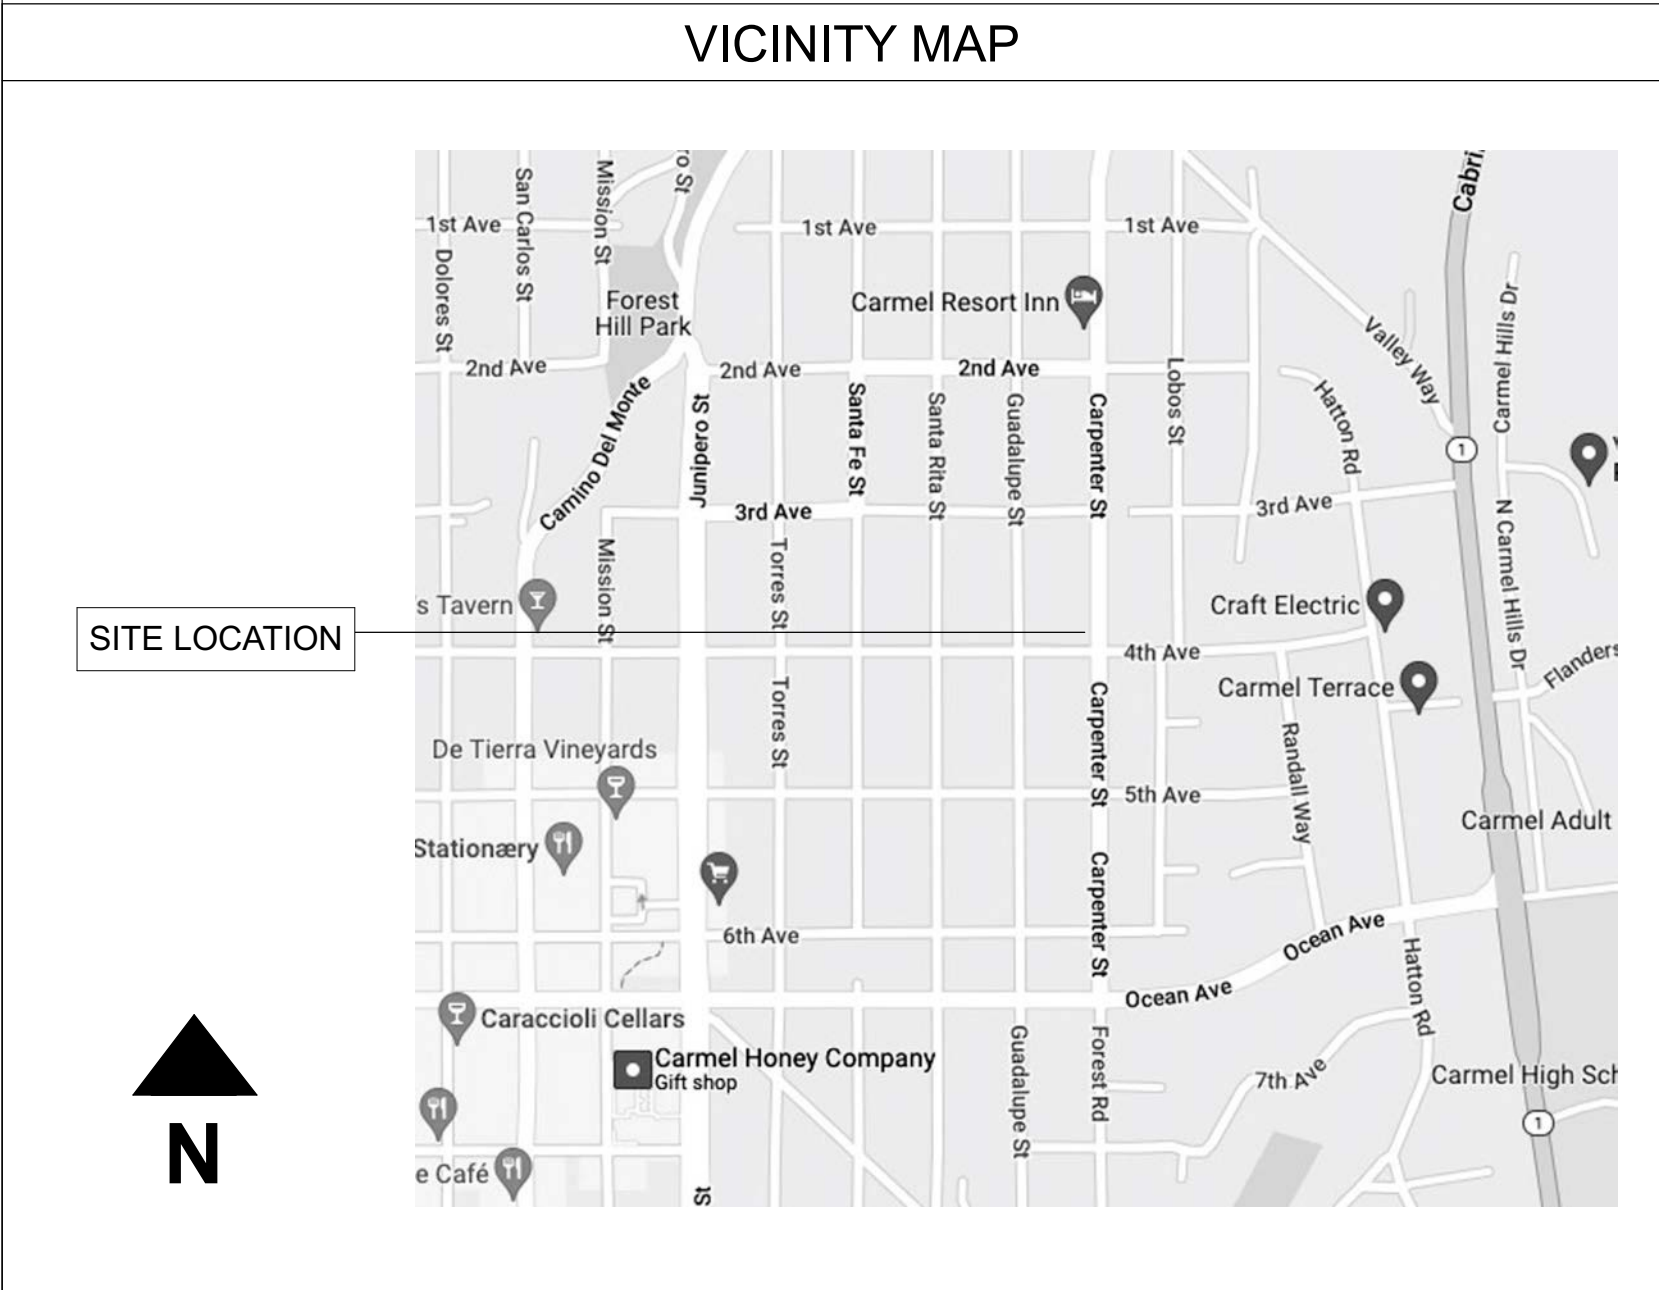 VICINITY MAP
1st Ave
San Carlos St
Mission St
ro St
1st Ave
1st Ave
Cabri
Dolores St
Forest
Hill Park
Carmel Resort Inn
Carmel Hills Dr
Valley Way
2nd Ave
2nd Ave
2nd Ave
Lobos St
Camino Del Monte
Junipero St
Santa Fe St
Santa Rita St
Guadalupe St
Carpenter St
Hatton Rd
1
3rd Ave
3rd Ave
N Carmel Hills Dr
Mission St
Torres St
s Tavern
Craft Electric
SITE LOCATION
4th Ave
Flanders
Torres St
Carpenter St
Carmel Terrace
De Tierra Vineyards
Randall Way
5th Ave
Carmel Adult
Stationæry
Carpenter St
6th Ave
Ocean Ave
Hatton Rd
Ocean Ave
Caraccioli Cellars
Carmel Honey Company
Gift shop
Guadalupe St
Forest Rd
7th Ave
Carmel High Sch
1
N
e Café
St